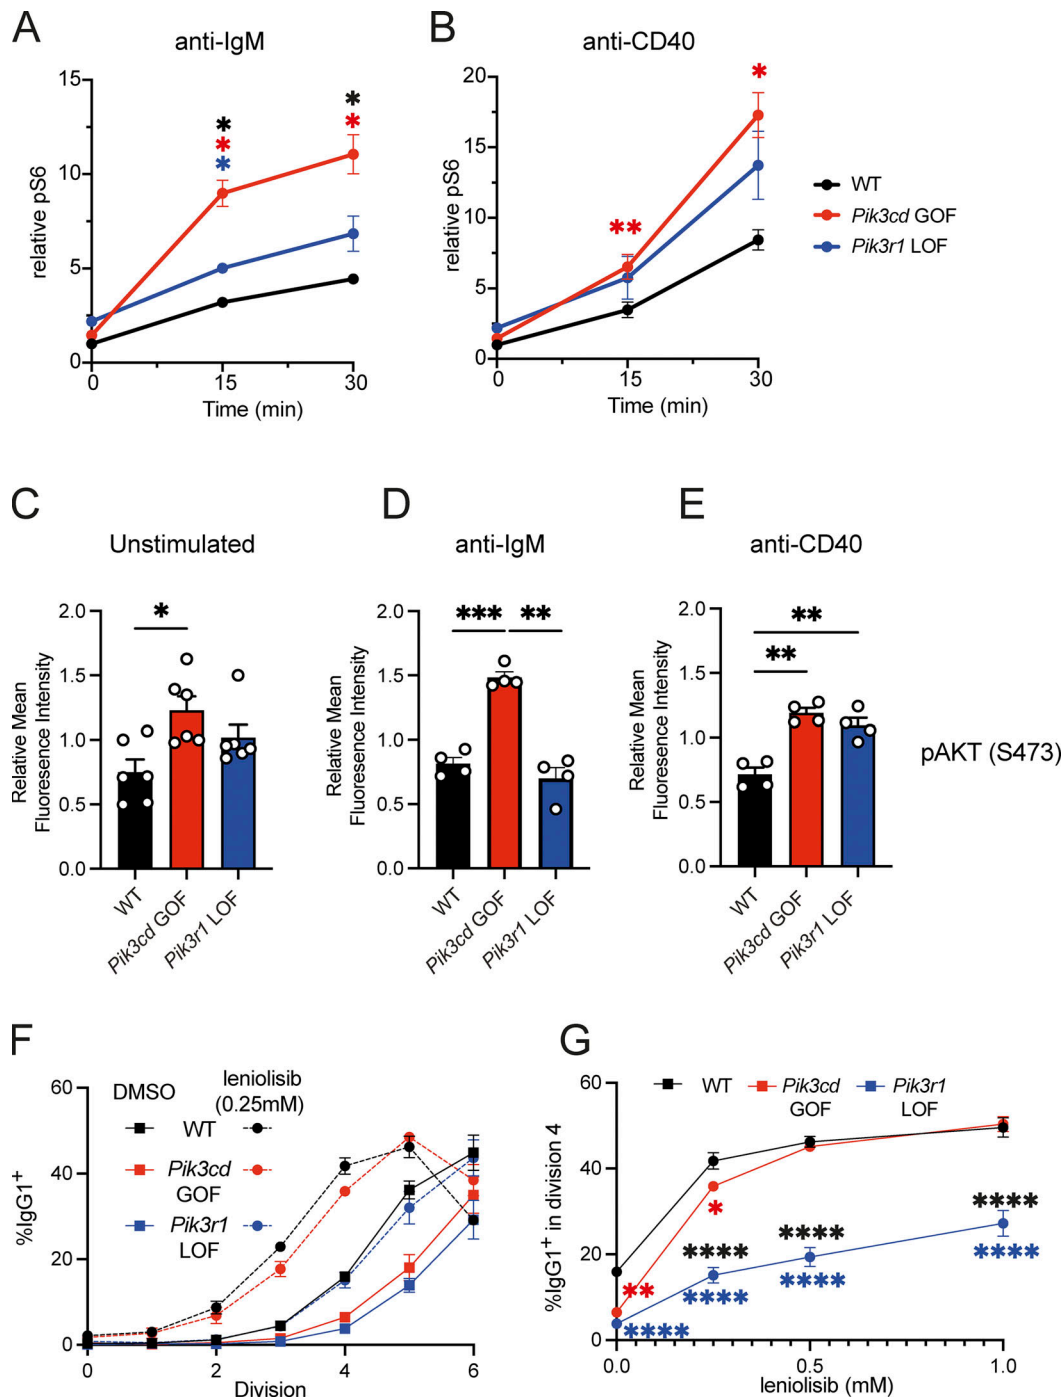 A
anti-IgM
relative pS6
15
10
5
0
*
*
*
*
*
0
15
30
Time (min)
B
anti-CD40
relative pS6
20
15
10
5
0
**
*
0
15
30
Time (min)
WT
Pik3cd GOF
Pik3r1 LOF
C
Unstimulated
Relative Mean
Fluoresence Intensity
2.0
1.5
1.0
0.5
0.0
*
WT
Pik3cd GOF
Pik3r1 LOF
D
anti-IgM
Relative Mean
Fluoresence Intensity
2.0
1.5
1.0
0.5
0.0
*** **
WT
Pik3cd GOF
Pik3r1 LOF
E
anti-CD40
Relative Mean
Fluoresence Intensity
2.0
1.5
1.0
0.5
0.0
**
**
WT
Pik3cd GOF
Pik3r1 LOF
pAKT (S473)
F
%IgG1+
60
40
20
0
DMSO leniolisib
(0.25mM)
WT
Pik3cd
GOF
Pik3r1
LOF
0
2
4
6
Division
G
%IgG1+ in division 4
60
40
20
0
WT Pik3cd Pik3r1
GOF LOF
**
****
*
****
****
****
****
****
****
0.0
0.5
1.0
leniolisib (mM)